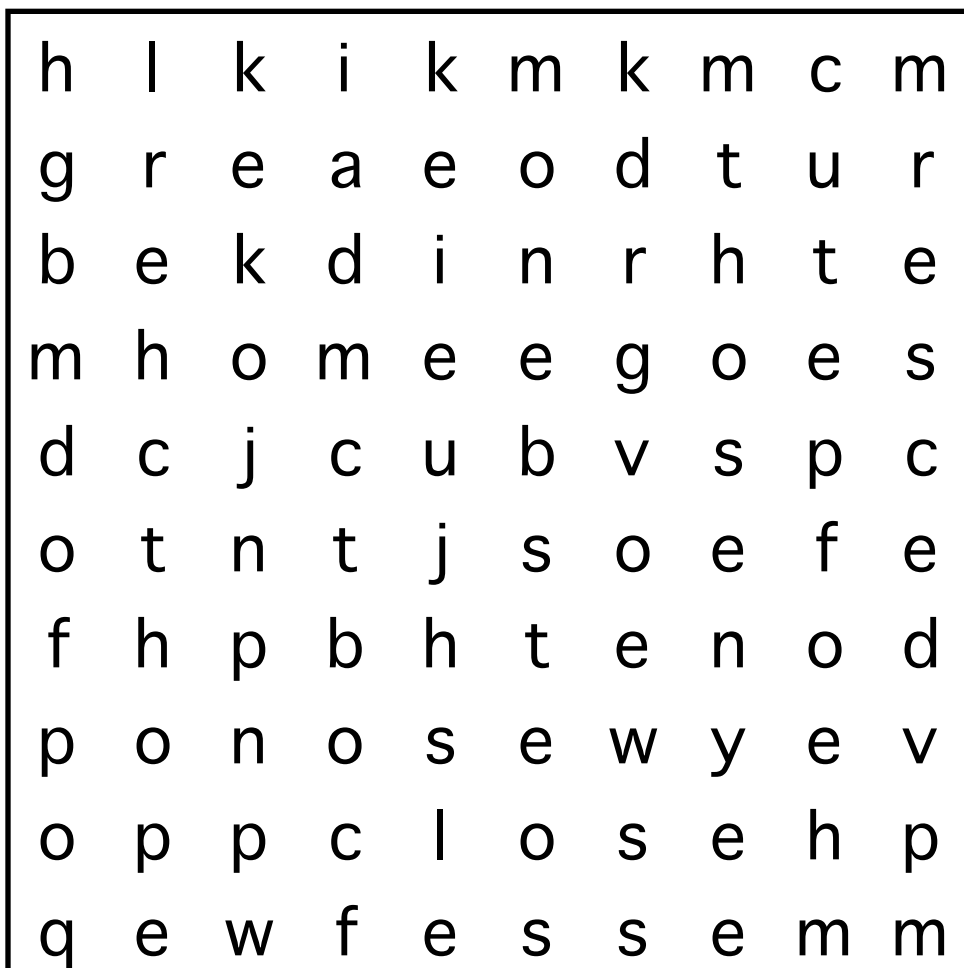 h l k i k m k m c m
g r e a e o d t u r
b e k d i n r h t e
m h o m e e g o e s
d c j c u b v s p c
o t n t j s o e f e
f h p b h t e n o d
p o n o s e w y e v
o p p c l o s e h p
q e w f e s s e m m